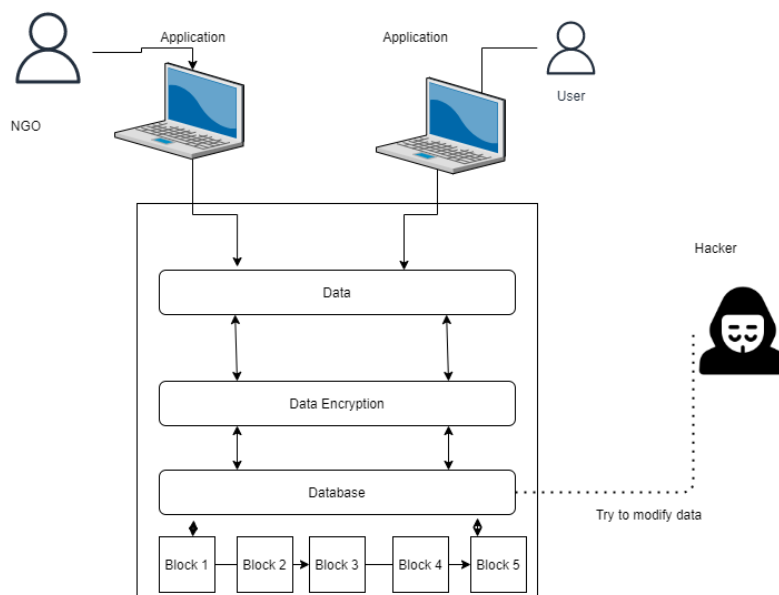 Application
Application
User
NGO
Hacker
Data
Data Encryption
Database
Try to modify data
Block 1
Block 2
Block 3
Block 4
Block 5